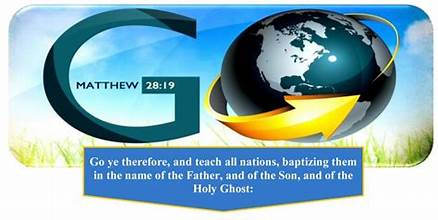 GO
MATTHEW 28:19
Go ye therefore, and teach all nations, baptizing them
in the name of the Father, and of the Son, and of the
Holy Ghost: